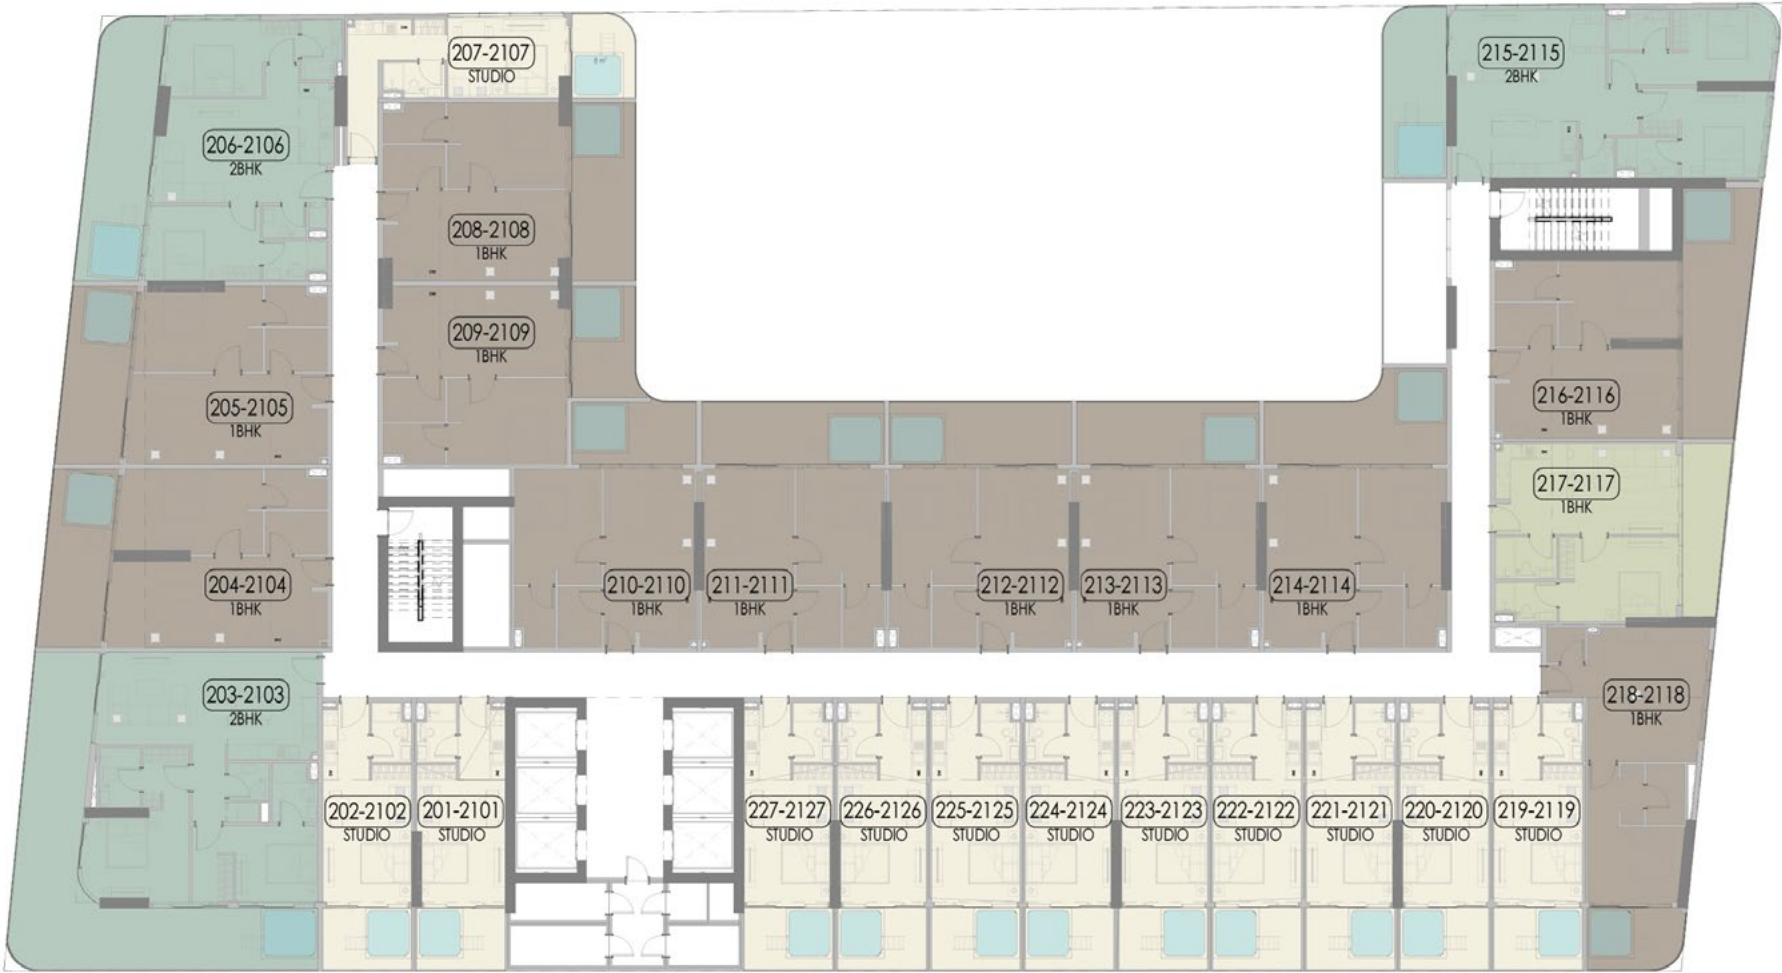 207-2107
STUDIO
215-2115
2BHK
206-2106
2BHK
208-2108
1BHK
209-2109
1BHK
205-2105
1BHK
216-2116
1BHK
217-2117
1BHK
204-2104
1BHK
210-2110
1BHK
211-2111
1BHK
212-2112
1BHK
213-2113
1BHK
214-2114
1BHK
203-2103
2BHK
218-2118
1BHK
202-2102
STUDIO
201-2101
STUDIO
227-2127
STUDIO
226-2126
STUDIO
225-2125
STUDIO
224-2124
STUDIO
223-2123
STUDIO
222-2122
STUDIO
221-2121
STUDIO
220-2120
STUDIO
219-2119
STUDIO